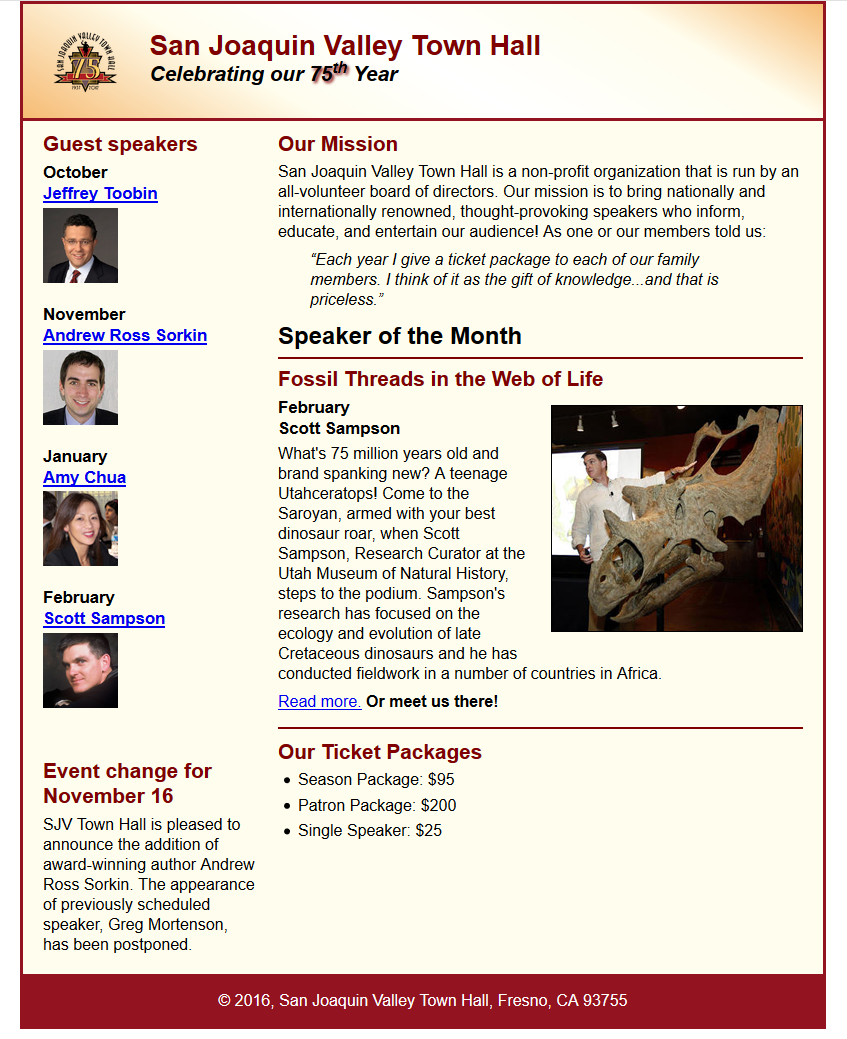 SAN JOAQUIN VALLEY TOWN HALL
75
San Joaquin Valley Town Hall
Celebrating our 75th Year
Guest speakers
October
Jeffrey Toobin
November
Andrew Ross Sorkin
January
Amy Chua
February
Scott Sampson
Event change for
November 16
SJV Town Hall is pleased to
announce the addition of
award-winning author Andrew
Ross Sorkin. The appearance
of previously scheduled
speaker, Greg Mortenson,
has been postponed.
Our Mission
San Joaquin Valley Town Hall is a non-profit organization that is run by an
all-volunteer board of directors. Our mission is to bring nationally and
internationally renowned, thought-provoking speakers who inform,
educate, and entertain our audience! As one or our members told us:
“Each year I give a ticket package to each of our family
members. I think of it as the gift of knowledge...and that is
priceless.”
Speaker of the Month
Fossil Threads in the Web of Life
February
Scott Sampson
What's 75 million years old and
brand spanking new? A teenage
Utahceratops! Come to the
Saroyan, armed with your best
dinosaur roar, when Scott
Sampson, Research Curator at the
Utah Museum of Natural History,
steps to the podium. Sampson's
research has focused on the
ecology and evolution of late
Cretaceous dinosaurs and he has
conducted fieldwork in a number of countries in Africa.
Read more. Or meet us there!
Our Ticket Packages
• Season Package: $95
• Patron Package: $200
• Single Speaker: $25
© 2016, San Joaquin Valley Town Hall, Fresno, CA 93755